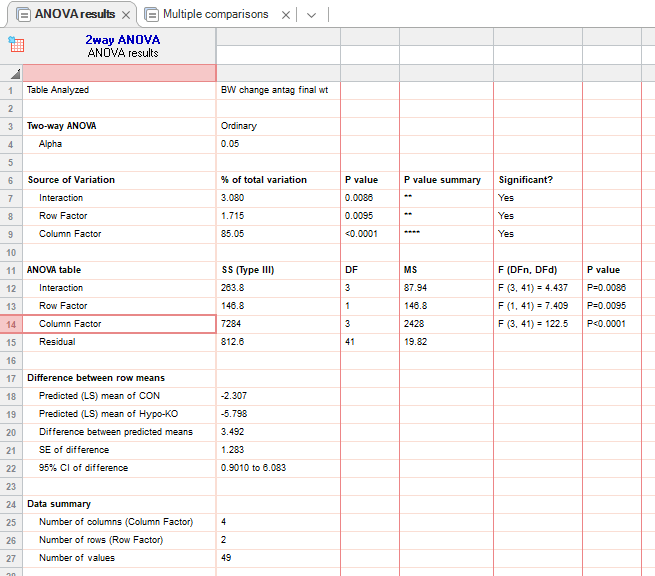 ANOVA results × Multiple comparisons ×
2way ANOVA
ANOVA results
1 Table Analyzed BW change antag final wt
2
3 Two-way ANOVA Ordinary
4 Alpha 0.05
5
6 Source of Variation % of total variation P value P value summary Significant?
7 Interaction 3.080 0.0086 ** Yes
8 Row Factor 1.715 0.0095 ** Yes
9 Column Factor 85.05 <0.0001 **** Yes
10
11 ANOVA table SS (Type III) DF MS F (DFn, DFd) P value
12 Interaction 263.8 3 87.94 F (3, 41) = 4.437 P=0.0086
13 Row Factor 146.8 1 146.8 F (1, 41) = 7.409 P=0.0095
14 Column Factor 7284 3 2428 F (3, 41) = 122.5 P<0.0001
15 Residual 812.6 41 19.82
16
17 Difference between row means
18 Predicted (LS) mean of CON -2.307
19 Predicted (LS) mean of Hypo-KO -5.798
20 Difference between predicted means 3.492
21 SE of difference 1.283
22 95% CI of difference 0.9010 to 6.083
23
24 Data summary
25 Number of columns (Column Factor) 4
26 Number of rows (Row Factor) 2
27 Number of values 49